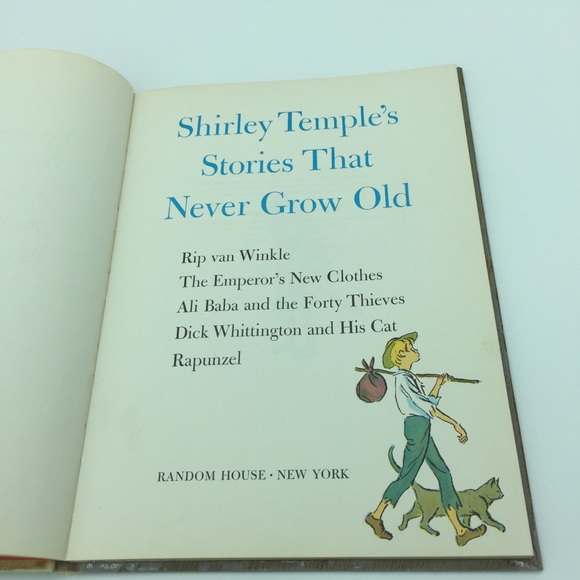 Shirley Temple's
Stories That
Never Grow Old
Rip van Winkle
The Emperor's New Clothes
Ali Baba and the Forty Thieves
Dick Whittington and His Cat
Rapunzel
RANDOM HOUSE • NEW YORK